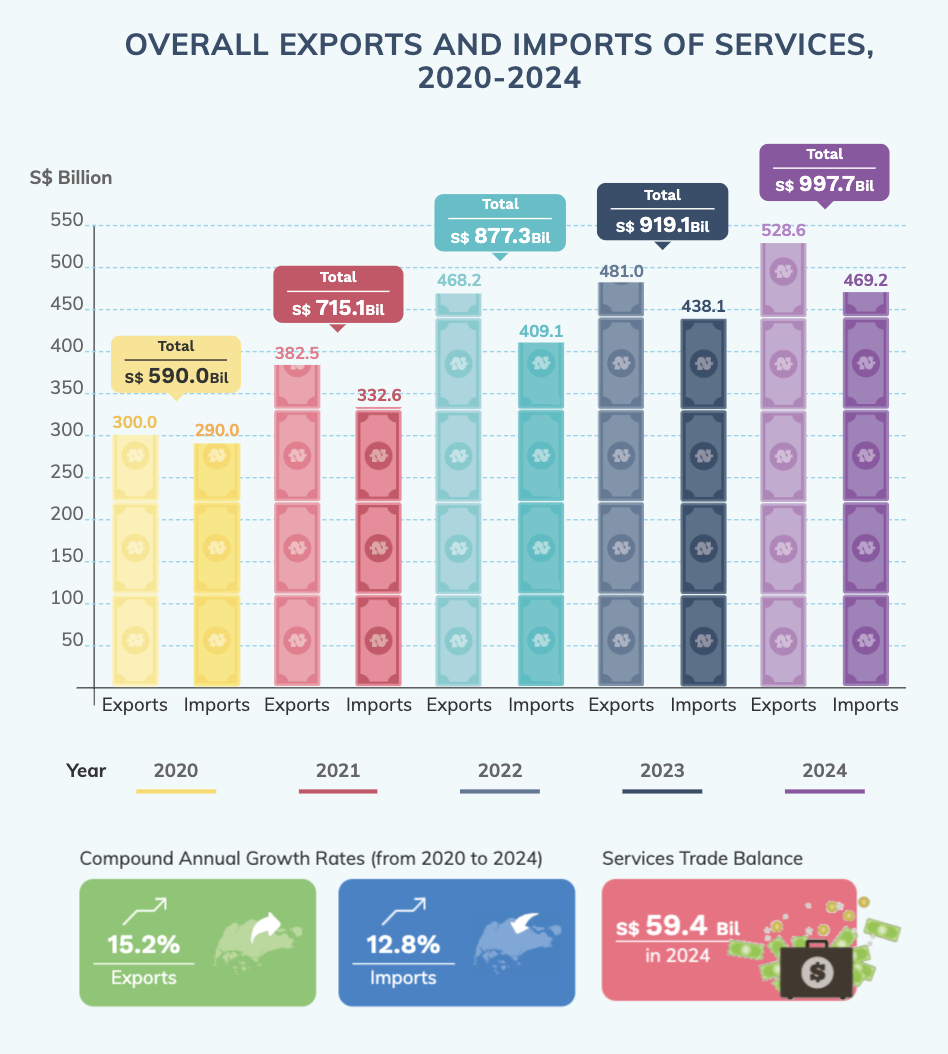 OVERALL EXPORTS AND IMPORTS OF SERVICES,
2020-2024
S$ Billion
550
500
450
400
350
300
250
200
150
100
50
Total
S$ 590.0Bil
300.0
290.0
Total
S$ 715.1Bil
382.5
332.6
Total
S$ 877.3Bil
468.2
409.1
Total
S$ 919.1Bil
481.0
438.1
Total
S$ 997.7Bil
528.6
469.2
Exports Imports Exports Imports Exports Imports Exports Imports Exports Imports
Year 2020 2021 2022 2023 2024
Compound Annual Growth Rates (from 2020 to 2024)
15.2%
Exports
12.8%
Imports
Services Trade Balance
S$ 59.4 Bil
in 2024
$